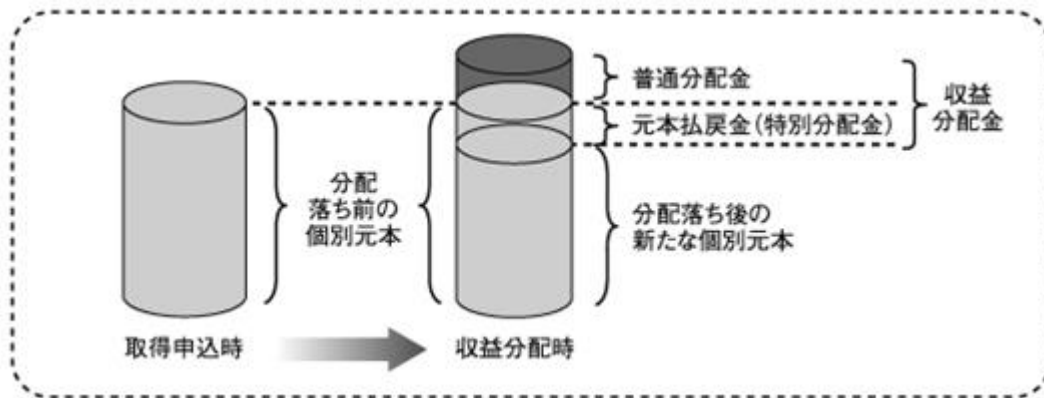 普通分配金
元本払戻金(特別分配金)
収益
分配金
分配
落ち前の
個別元本
分配落ち後の
新たな個別元本
取得申込時
収益分配時